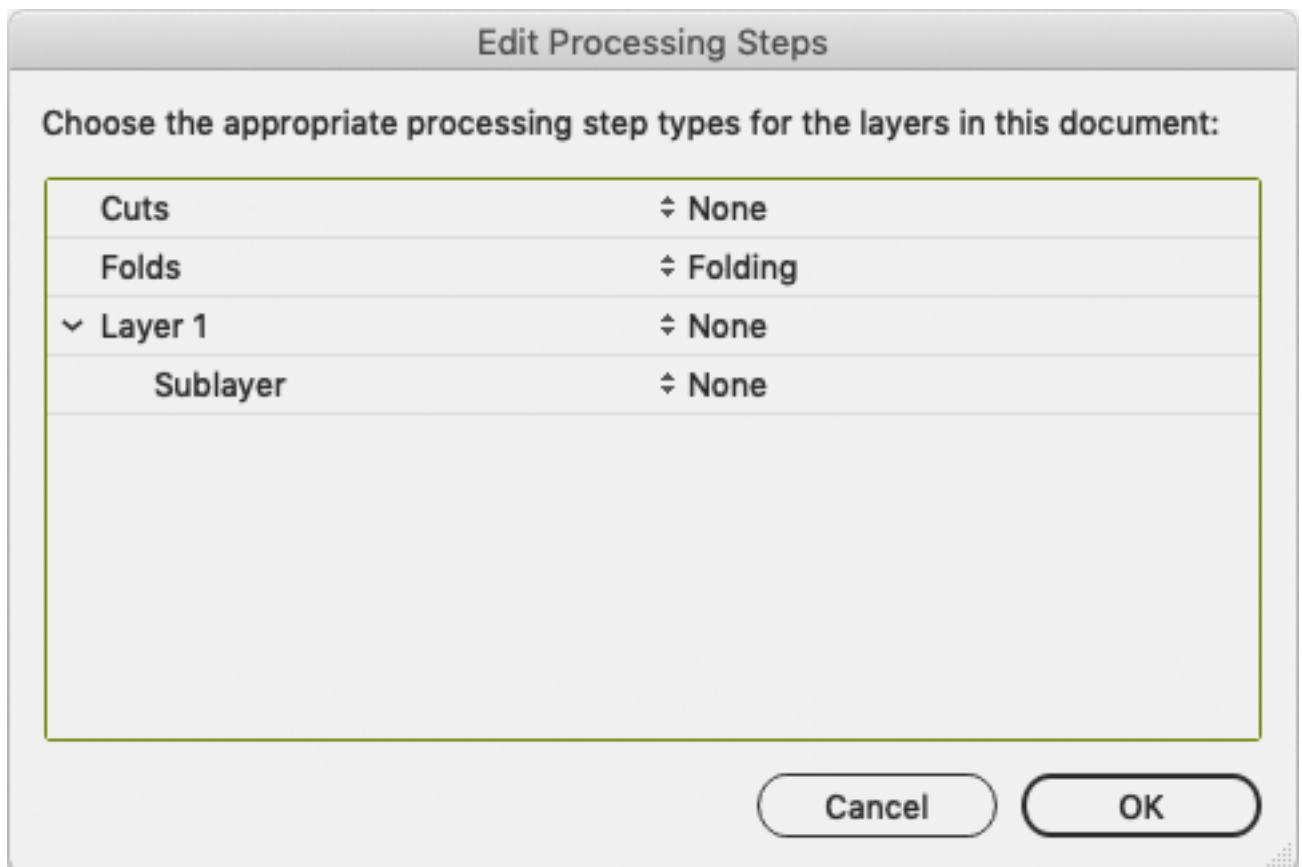 Edit Processing Steps
Choose the appropriate processing step types for the layers in this document:
Cuts None
Folds Folding
Layer 1 None
Sublayer None
Cancel OK